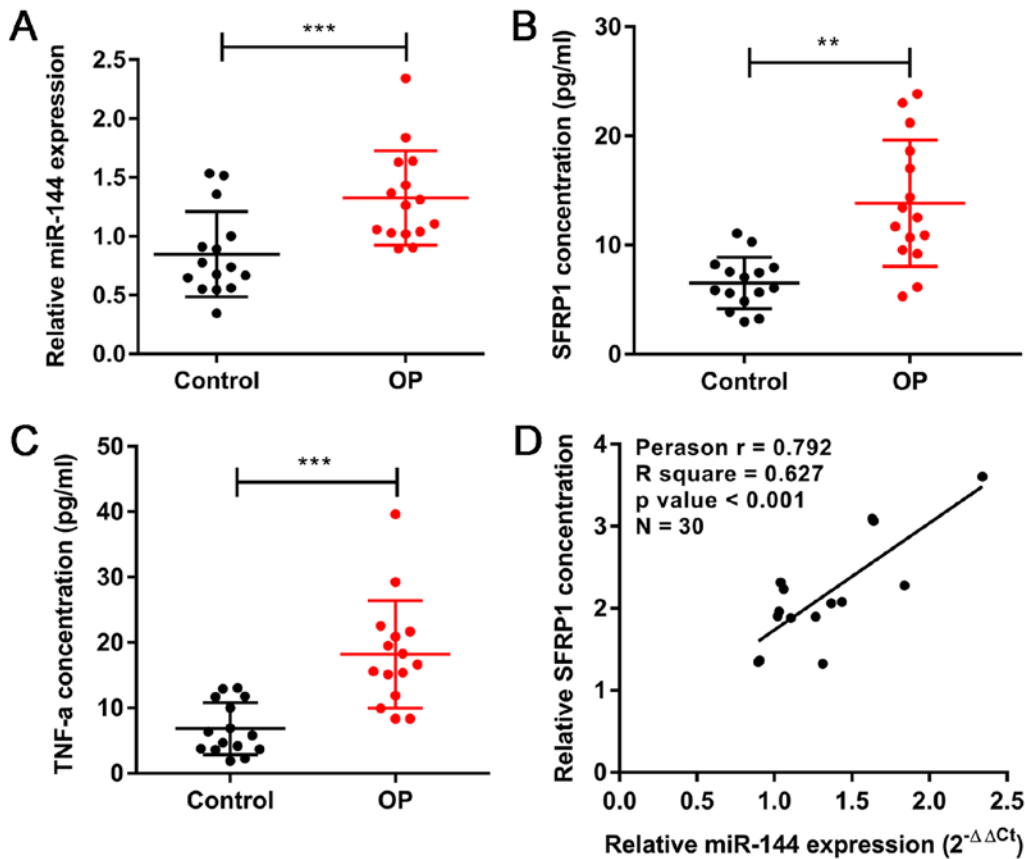 A
Relative miR-144 expression
***
2.5
2.0
1.5
1.0
0.5
0.0
Control
OP
B
SFRP1 concentration (pg/ml)
**
30
20
10
0
Control
OP
C
TNF-a concentration (pg/ml)
***
50
40
30
20
10
0
Control
OP
D
Relative SFRP1 concentration
Perason r = 0.792
R square = 0.627
p value < 0.001
N = 30
4
3
2
1
0
0.0 0.5 1.0 1.5 2.0 2.5
Relative miR-144 expression (2^-ΔΔCt)